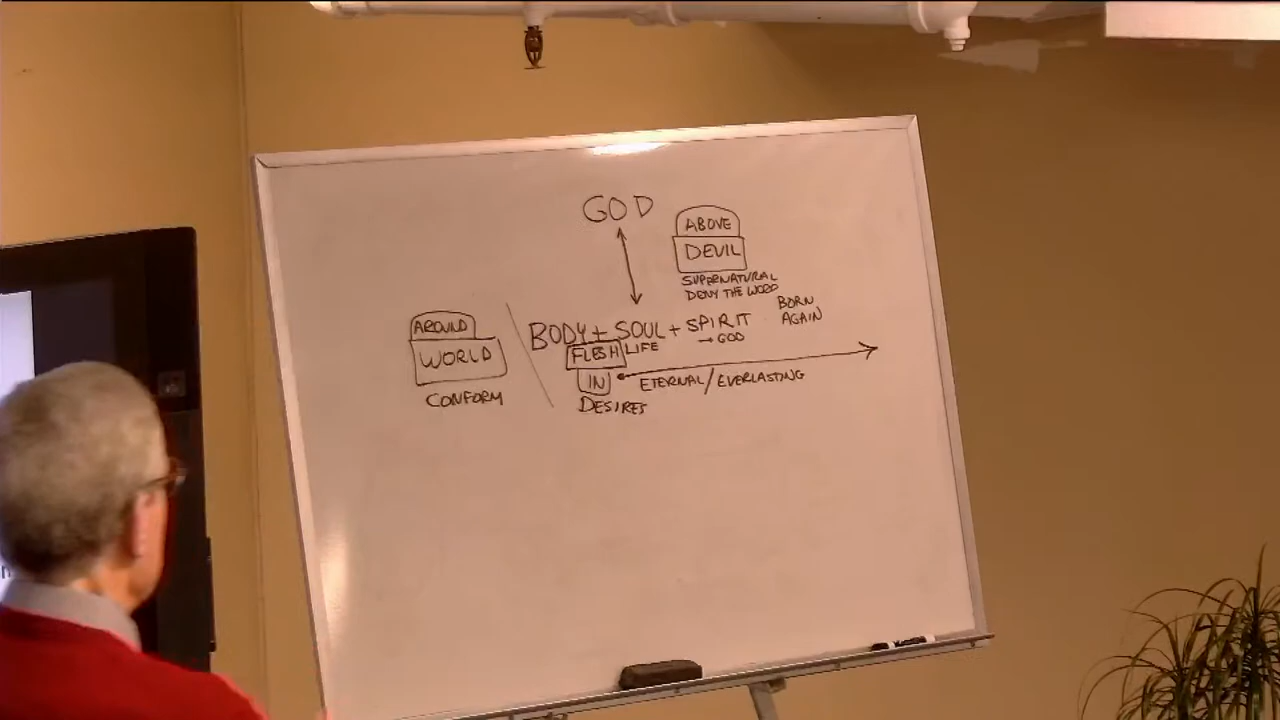 GOD
ABOVE
DEVIL
SUPERNATURAL
DENY THE WORD
BORN
AGAIN
AROUND
WORLD
CONFORM
BODY + SOUL + SPIRIT
FLESH LIFE → GOD
IN
ETERNAL/EVERLASTING
DESIRES